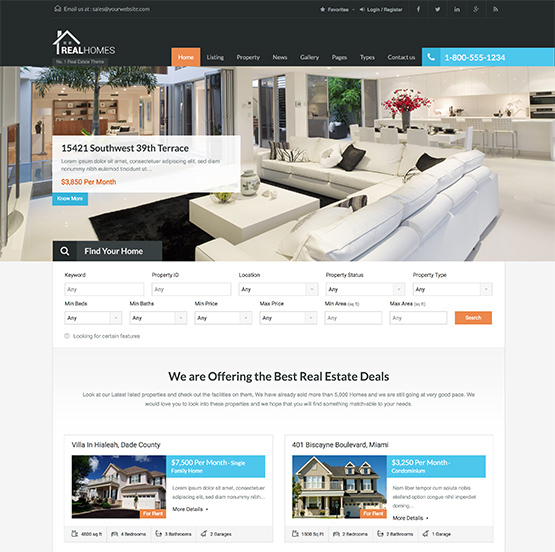 Email us at : sales@yourwebsite.com
Favorites Login / Register
REALHOMES
No. 1 Real Estate Theme
Home Listing Property News Gallery Pages Types Contact us 1-800-555-1234
15421 Southwest 39th Terrace
Lorem ipsum dolor sit amet, consectetuer adipiscing elit, sed diam
nonummy nibh euismod tincidunt ut...
$3,850 Per Month
Know More
Find Your Home
Keyword Property ID Location Property Status Property Type
Any Any Any Any Any
Min Beds Min Baths Min Price Max Price Min Area (sq ft) Max Area (sq ft)
Any Any Any Any Any Any Search
Looking for certain features
We are Offering the Best Real Estate Deals
Look at our Latest listed properties and check out the facilities on them, We have already sold more than 5,000 Homes and we are still going at very good pace. We
would love you to look into these properties and we hope that you will find something match-able to your needs.
Villa In Hialeah, Dade County
$7,500 Per Month - Single
Family Home
Lorem ipsum dolor sit amet,
consectetuer adipiscing elit, sed
diam nonummy nibh...
More Details
For Rent
4800 sq ft 4 Bedrooms 3 Bathrooms 2 Garages
401 Biscayne Boulevard, Miami
$3,250 Per Month -
Condominium
Nam liber tempor cum soluta nobis
eleifend option congue nihil imperdiet
doming...
More Details
For Rent
1508 Sq Ft 2 Bedrooms 2 Bathrooms 1 Garage